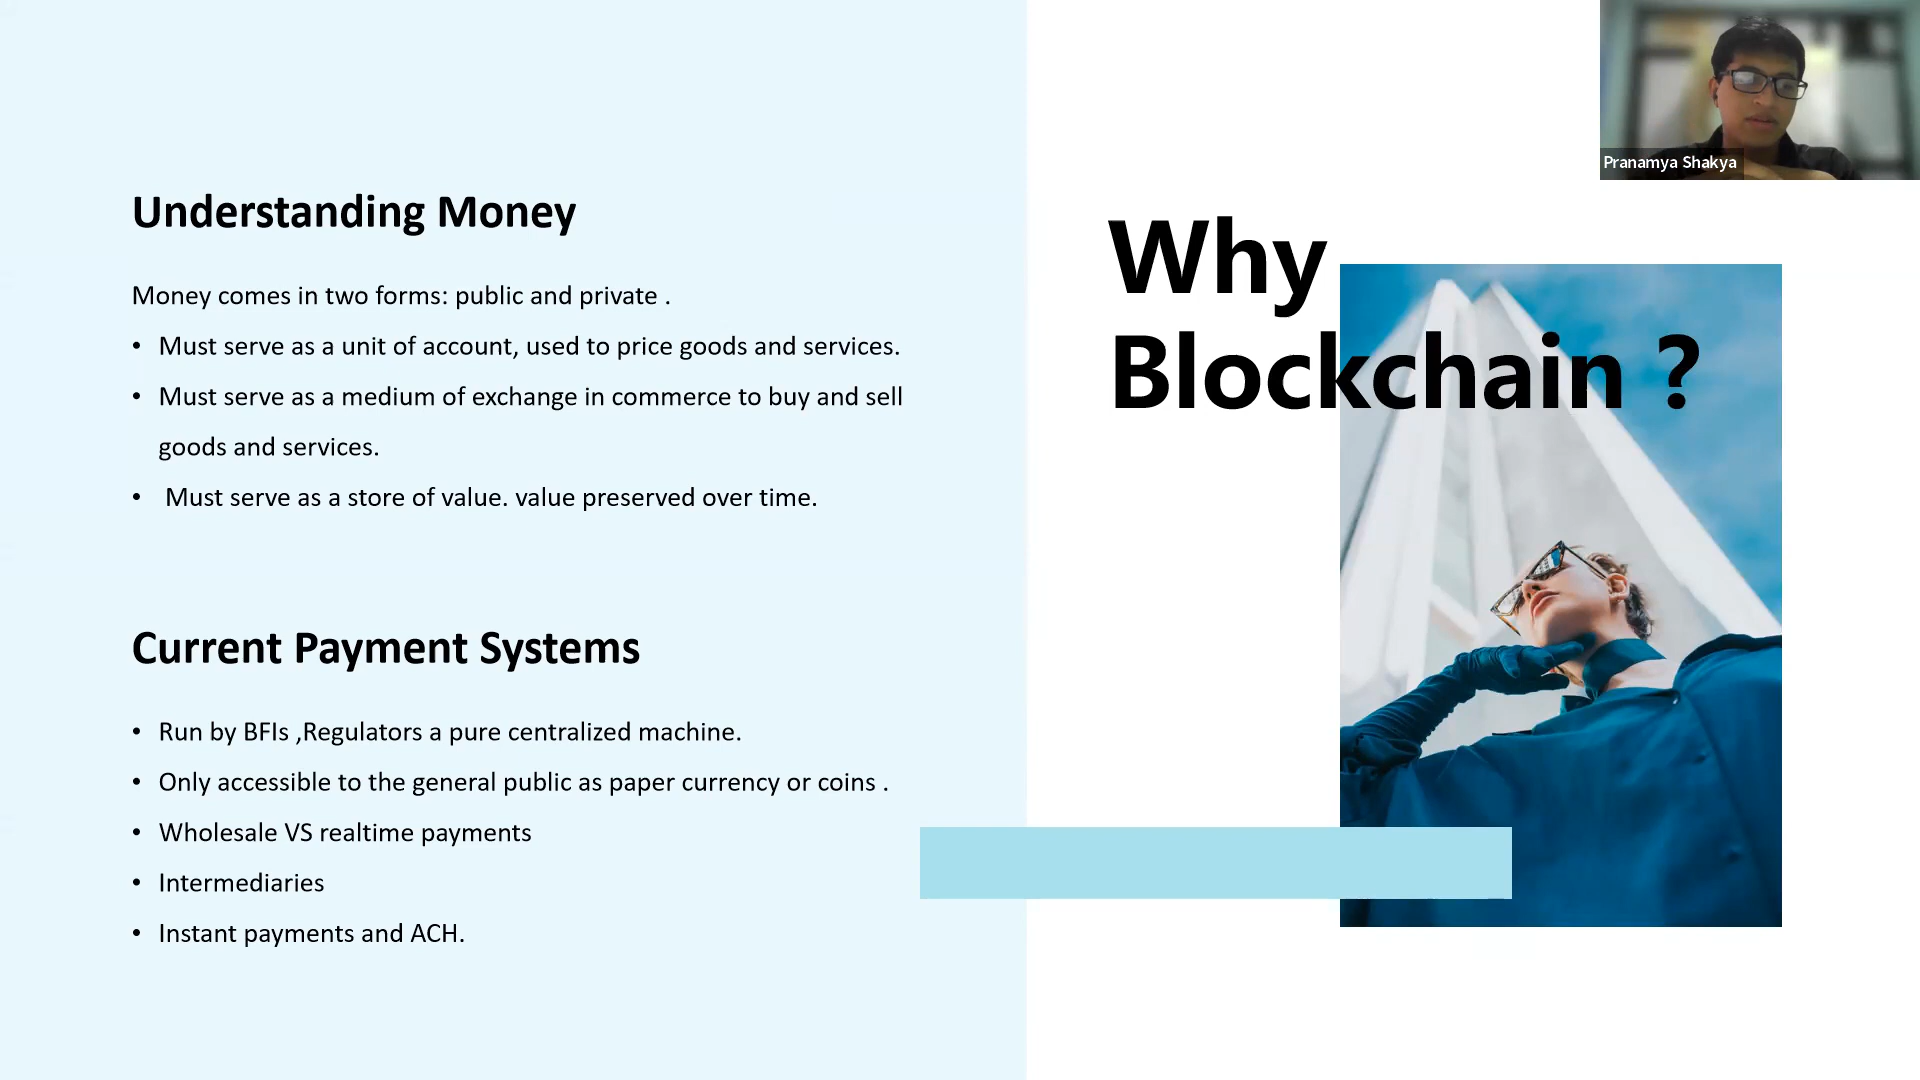 Understanding Money
Money comes in two forms: public and private .
• Must serve as a unit of account, used to price goods and services.
• Must serve as a medium of exchange in commerce to buy and sell
goods and services.
• Must serve as a store of value. value preserved over time.
Current Payment Systems
• Run by BFIs ,Regulators a pure centralized machine.
• Only accessible to the general public as paper currency or coins .
• Wholesale VS realtime payments
• Intermediaries
• Instant payments and ACH.
Why
Blockchain ?
Pranamya Shakya